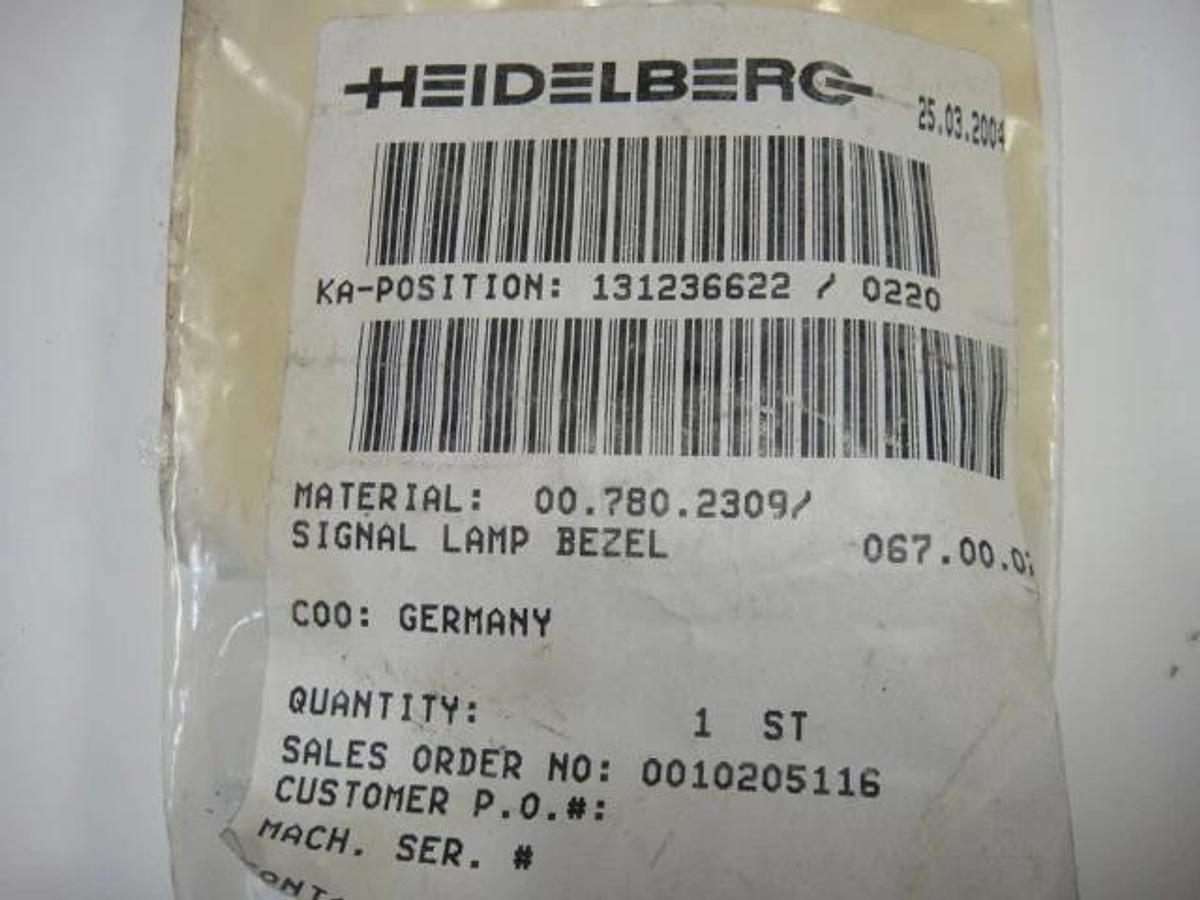 HEIDELBERG
25.03.2004
KA-POSITION: 131236622 / 0220
MATERIAL: 00.780.2309/
SIGNAL LAMP BEZEL 067.00.0
COO: GERMANY
QUANTITY: 1 ST
SALES ORDER NO: 0010205116
CUSTOMER P.O.#:
MACH. SER. #